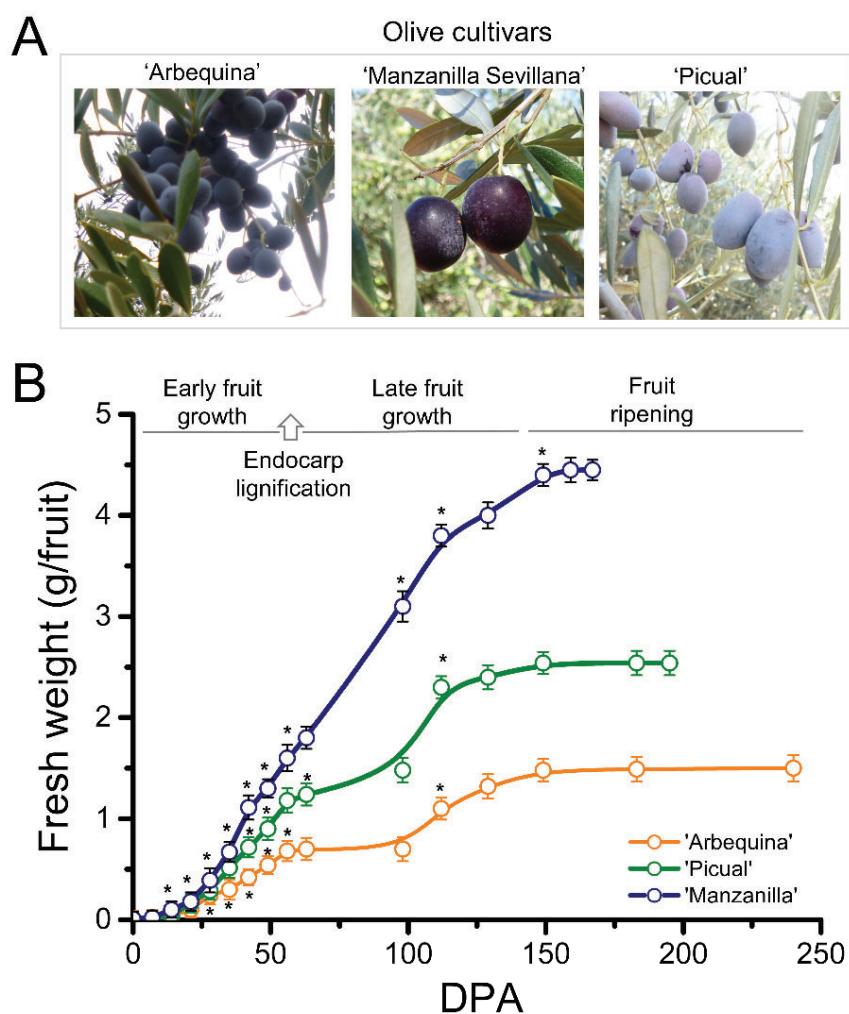 A
Olive cultivars
‘Arbequina’ ‘Manzanilla Sevillana’ ‘Picual’
B
Early fruit growth
Late fruit growth
Fruit ripening
Endocarp lignification
5
4
3
2
1
0
Fresh weight (g/fruit)
* * * * * * * * * * * * * * * * * * *
'Arbequina'
'Picual'
'Manzanilla'
0 50 100 150 200 250
DPA